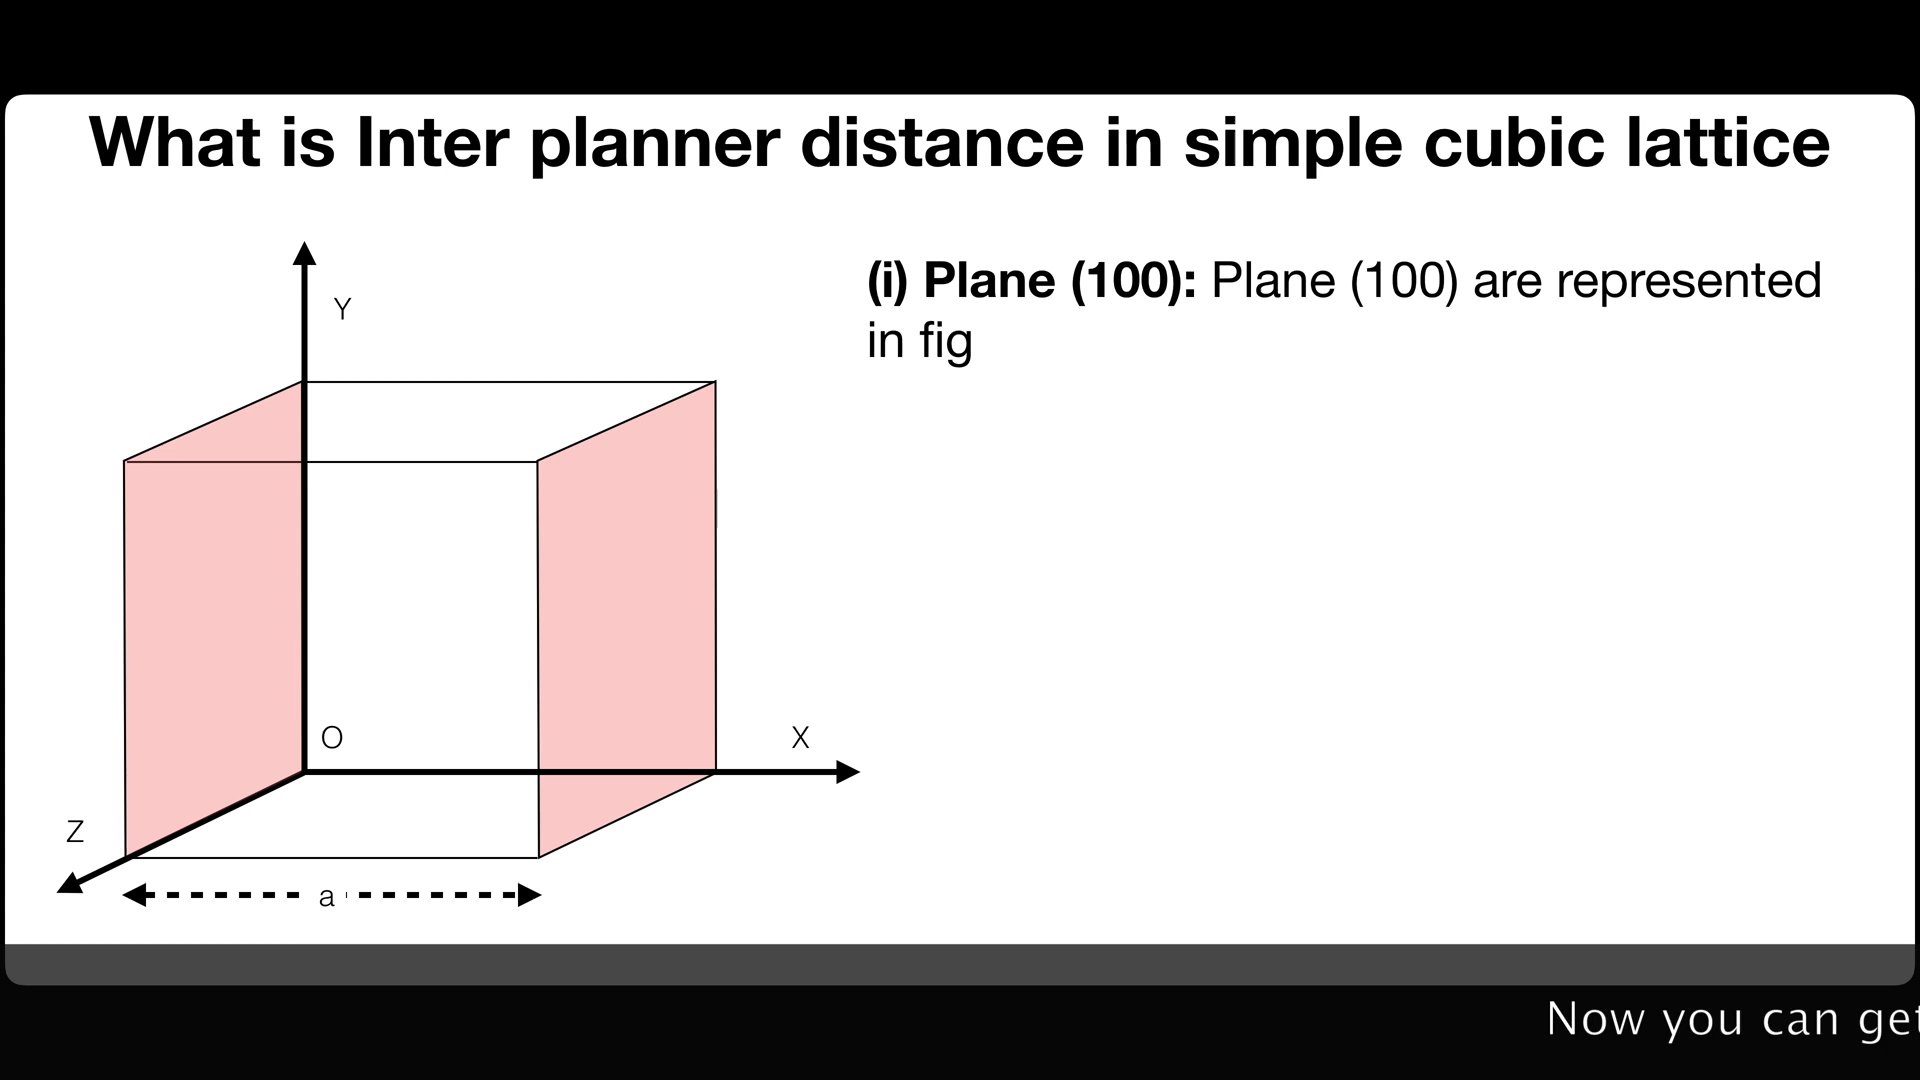 What is Inter planner distance in simple cubic lattice
(i) Plane (100): Plane (100) are represented
in fig
Y
O
X
Z
a
Now you can get